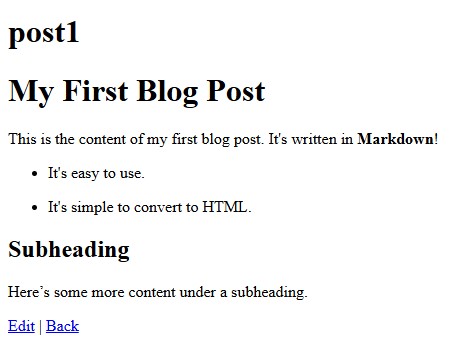 post1
My First Blog Post
This is the content of my first blog post. It's written in Markdown!
It's easy to use.
It's simple to convert to HTML.
Subheading
Here’s some more content under a subheading.
Edit | Back